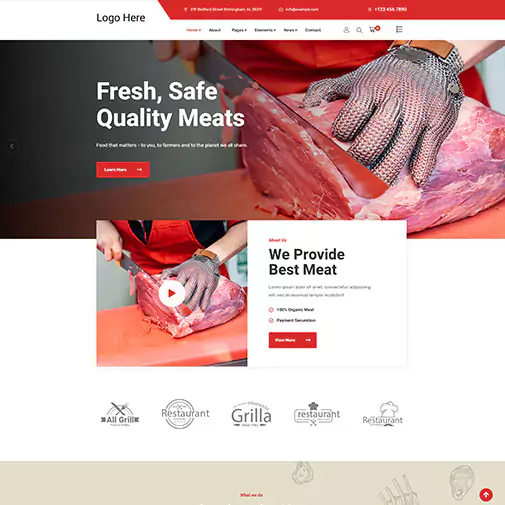 Logo Here
219 Bedford Street Birmingham, AL 35211
info@example.com
+123 456 7890
Home
About
Pages
Elements
News
Contact
0
Fresh, Safe
Quality Meats
Food that matters - to you, to farmers and to the planet we all share.
Learn More
About Us
We Provide
Best Meat
Lorem ipsum dolor sit amet, consectetur adipiscing
elit, sed do eiusmod tempor incididunt
100% Organic Meat
Payment Securation
View More
All Grill
Restaurant
Grilla
restaurant
Restaurant
What we do